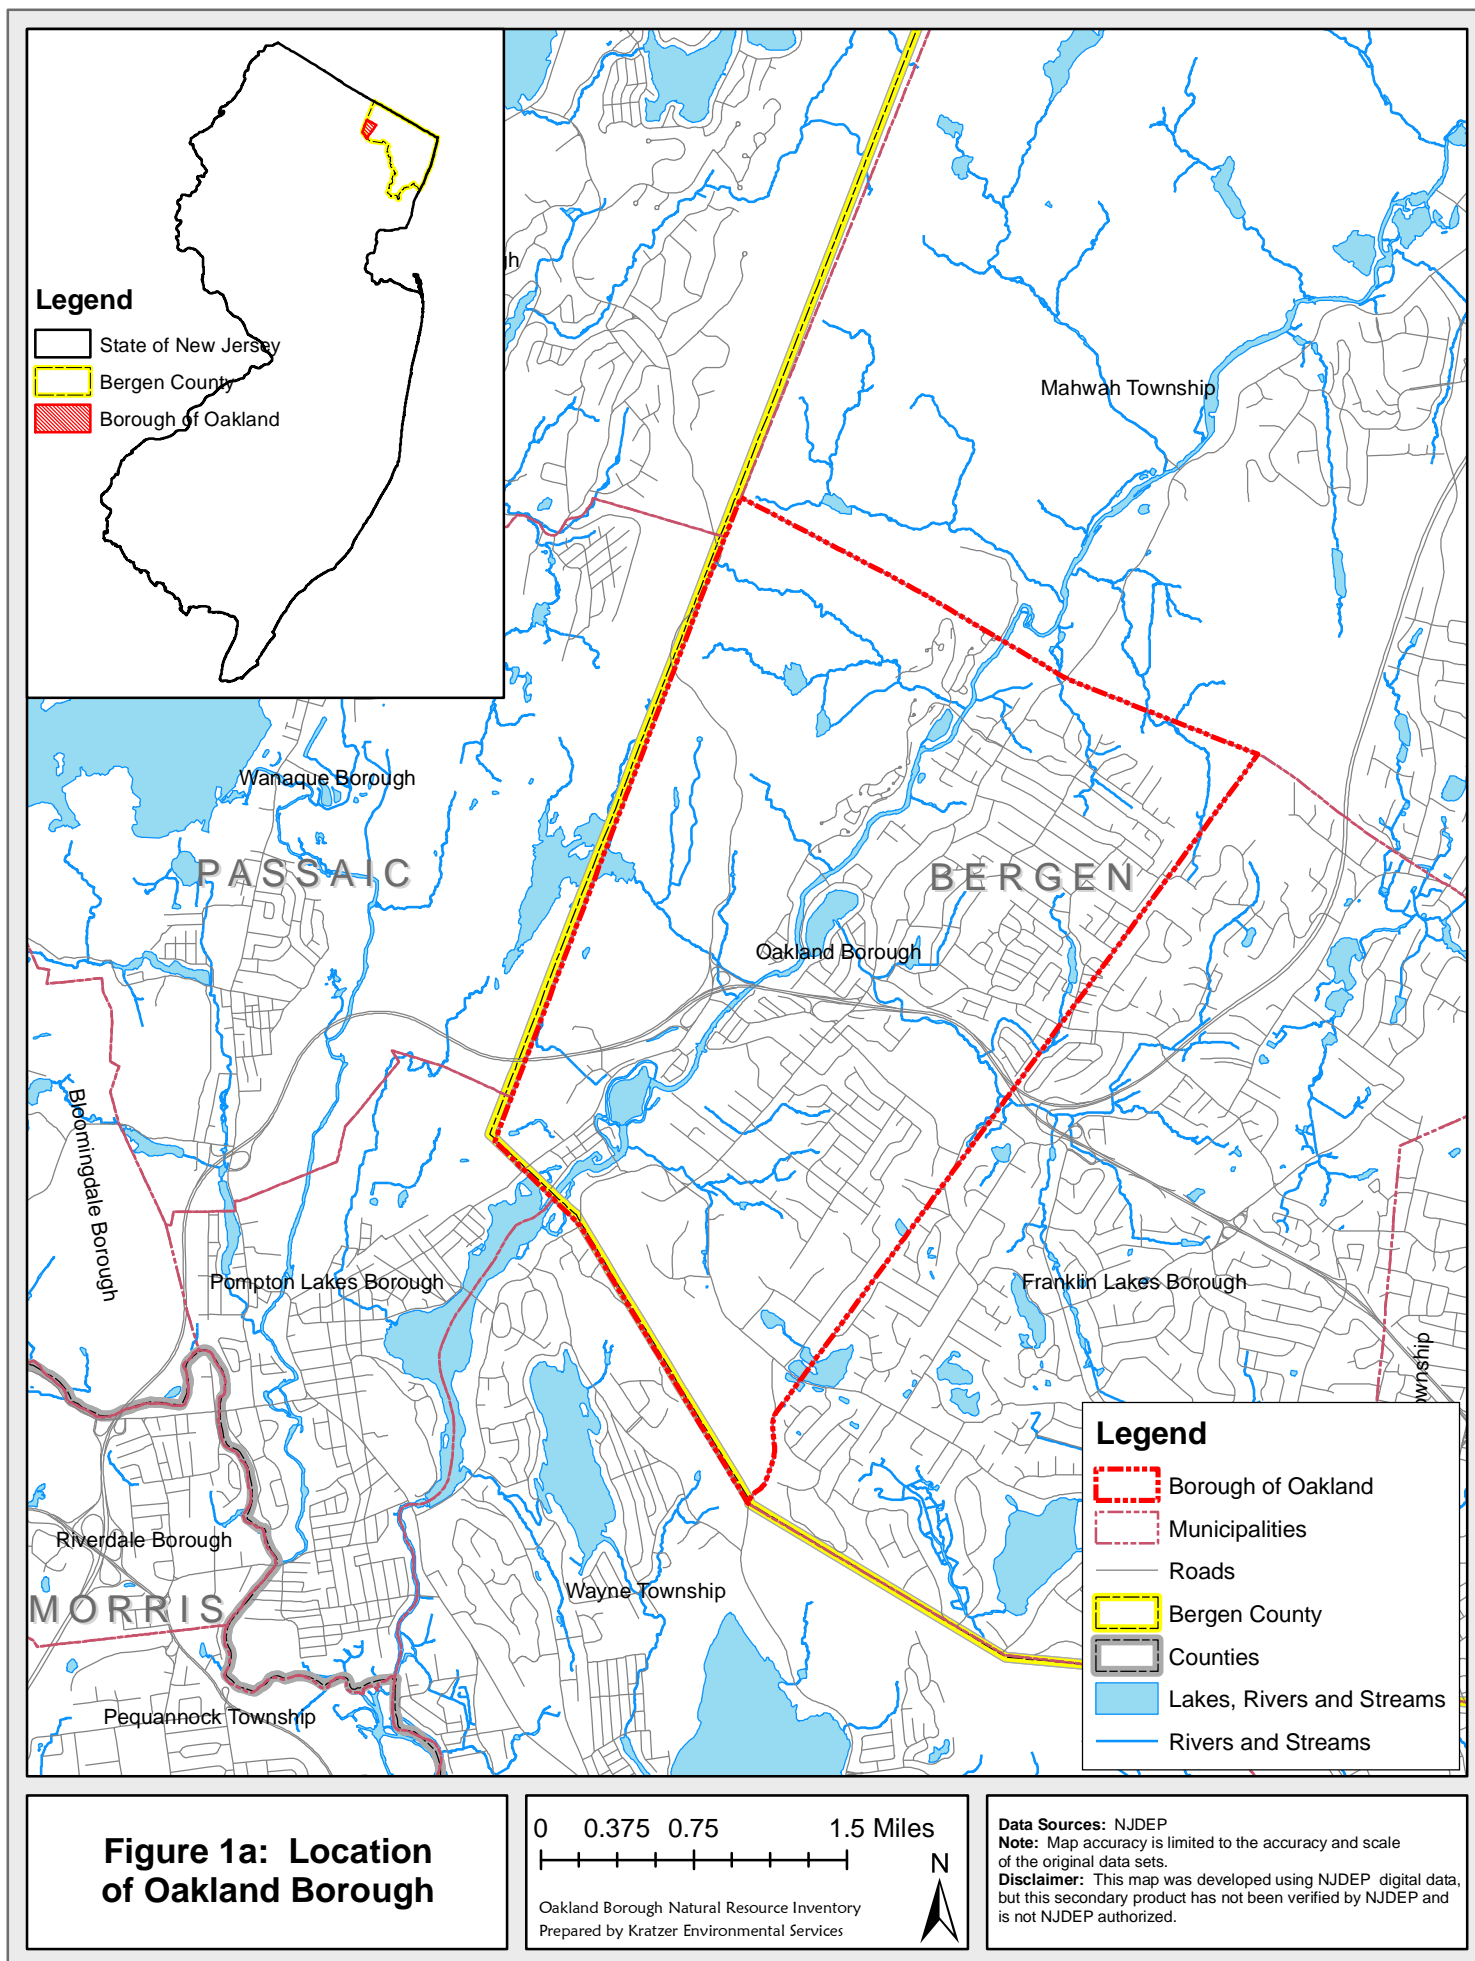 Legend
State of New Jersey
Bergen County
Borough of Oakland
Mahwah Township
Wanaque Borough
PASSAIC
BERGEN
Oakland Borough
Bloomingdale Borough
Pompton Lakes Borough
Franklin Lakes Borough
Riverdale Borough
MORRIS
Wayne Township
Pequannock Township
Legend
Borough of Oakland
Municipalities
Roads
Bergen County
Counties
Lakes, Rivers and Streams
Rivers and Streams
Figure 1a: Location
of Oakland Borough
0 0.375 0.75 1.5 Miles
N
Oakland Borough Natural Resource Inventory
Prepared by Kratzer Environmental Services
Data Sources: NJDEP
Note: Map accuracy is limited to the accuracy and scale
of the original data sets.
Disclaimer: This map was developed using NJDEP digital data,
but this secondary product has not been verified by NJDEP and
is not NJDEP authorized.